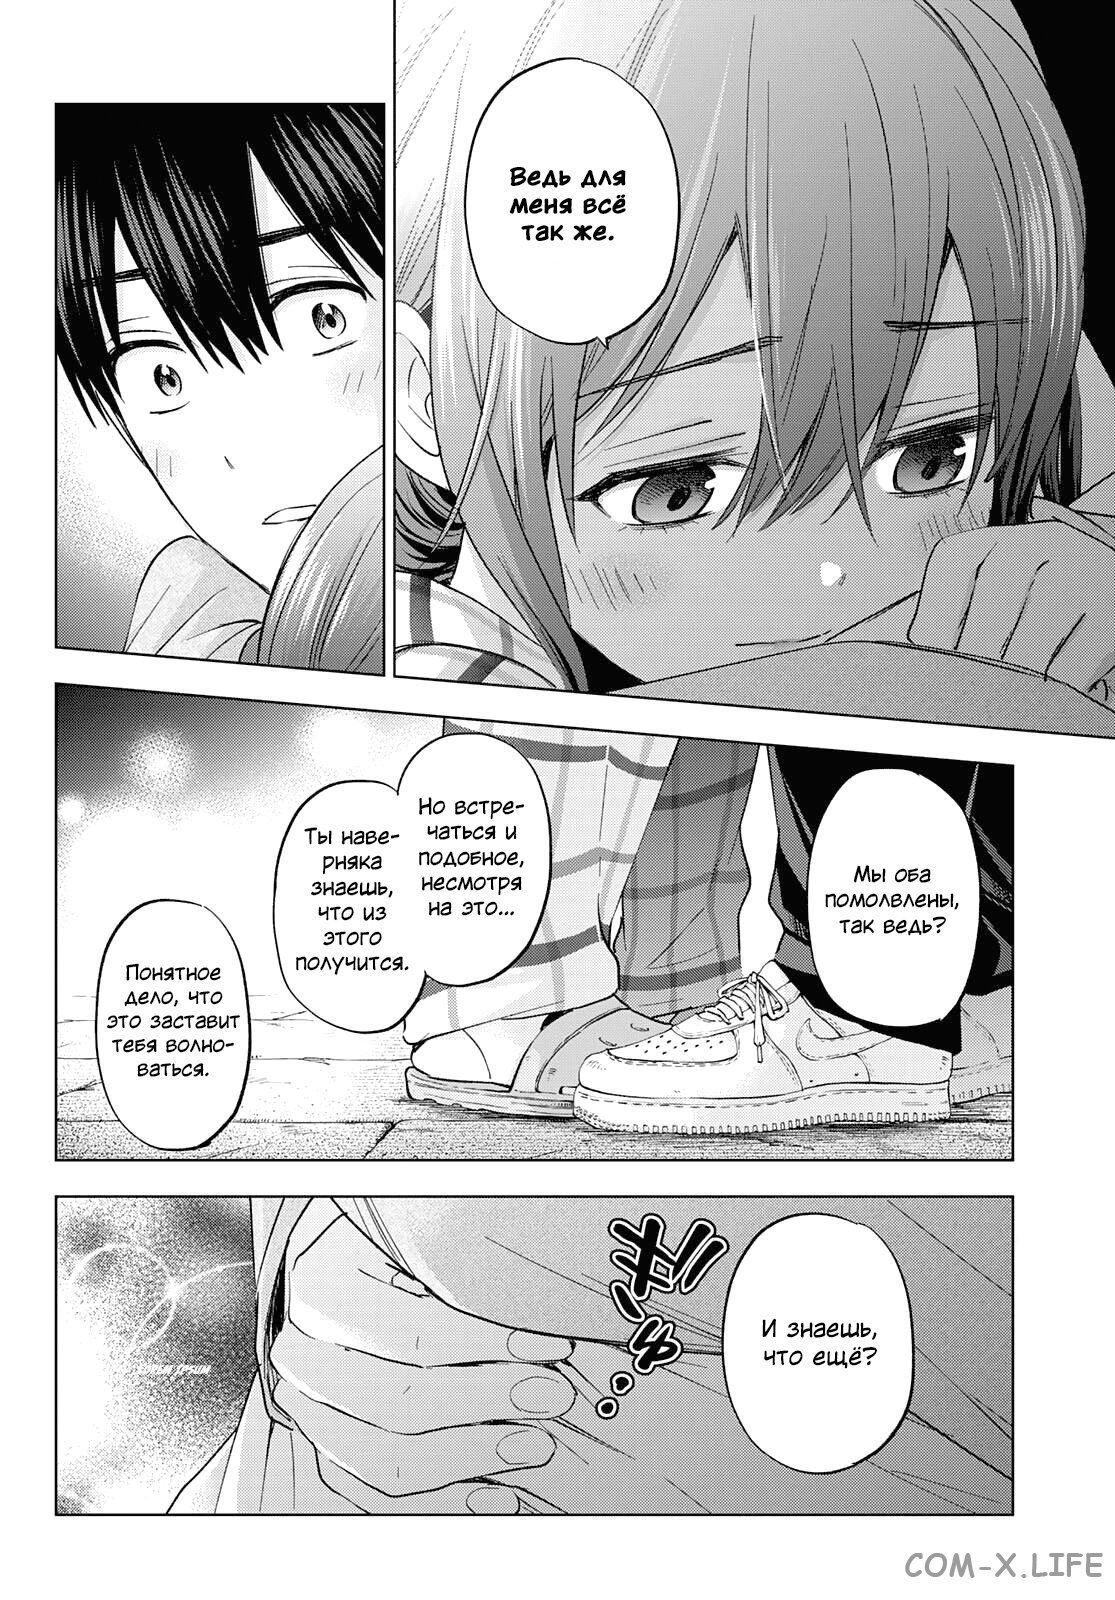 Ведь для
меня всё
так же.
Мы оба
помолвлены,
так ведь?
Но встре-
чаться и
подобное,
несмотря
на это...
Ты наве-
рняка
знаешь,
что из
этого
получится.
Понятное
дело, что
это заставит
тебя волно-
ваться.
И знаешь,
что ещё?
COM-X.LIFE